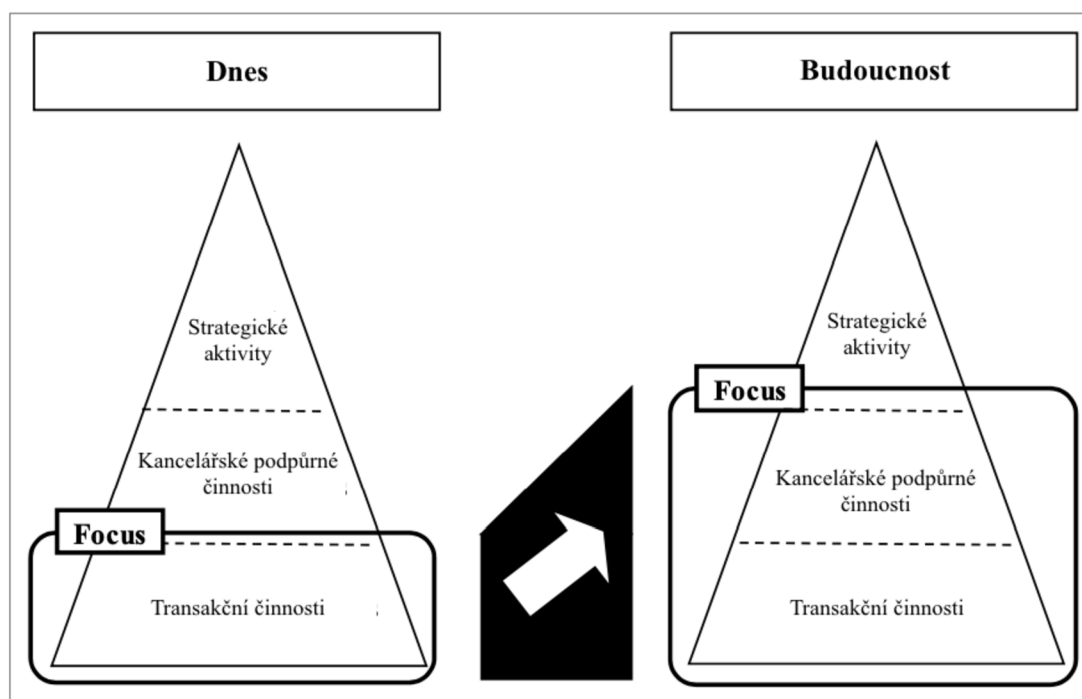 Dnes
Strategické
aktivity
Kancelářské podpůrné
činnosti
Focus
Transakční činnosti
Budoucnost
Strategické
aktivity
Focus
Kancelářské podpůrné
činnosti
Transakční činnosti